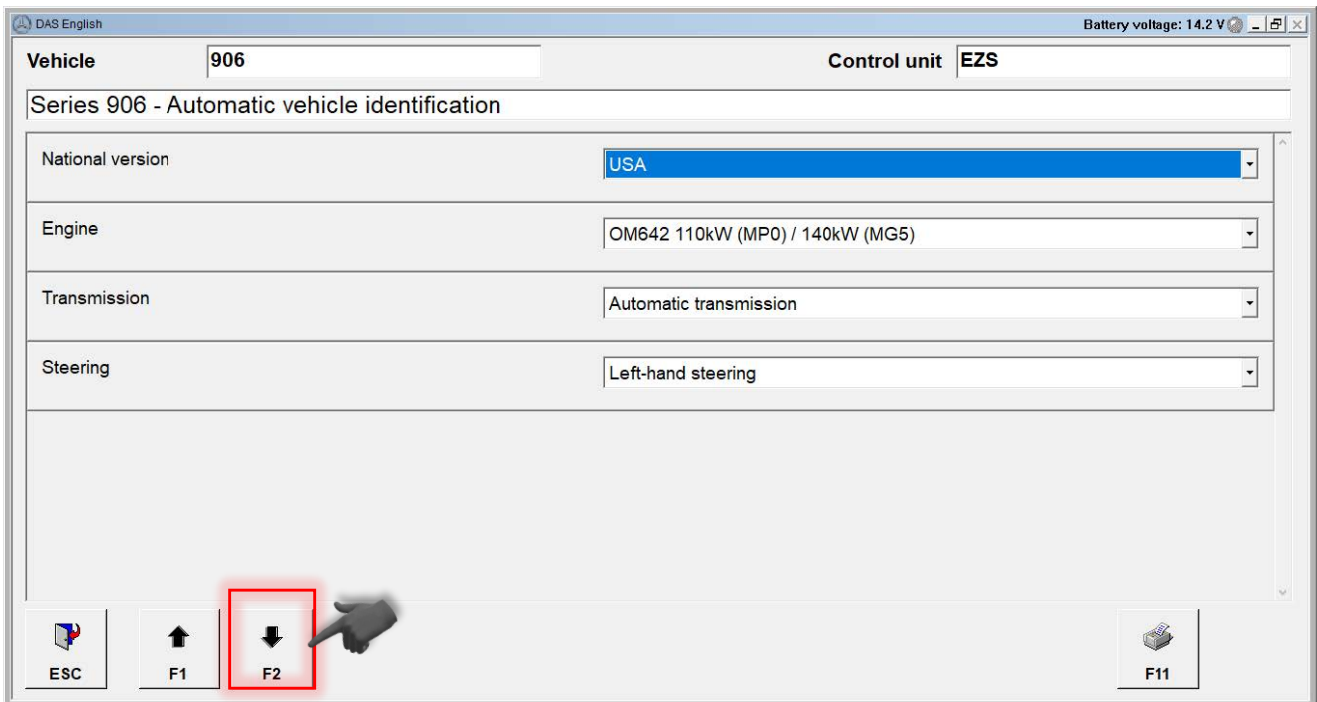 DAS English Battery voltage: 14.2 V
Vehicle 906 Control unit EZS
Series 906 - Automatic vehicle identification
National version USA
Engine OM642 110kW (MP0) / 140kW (MG5)
Transmission Automatic transmission
Steering Left-hand steering
ESC F1 F2 F11